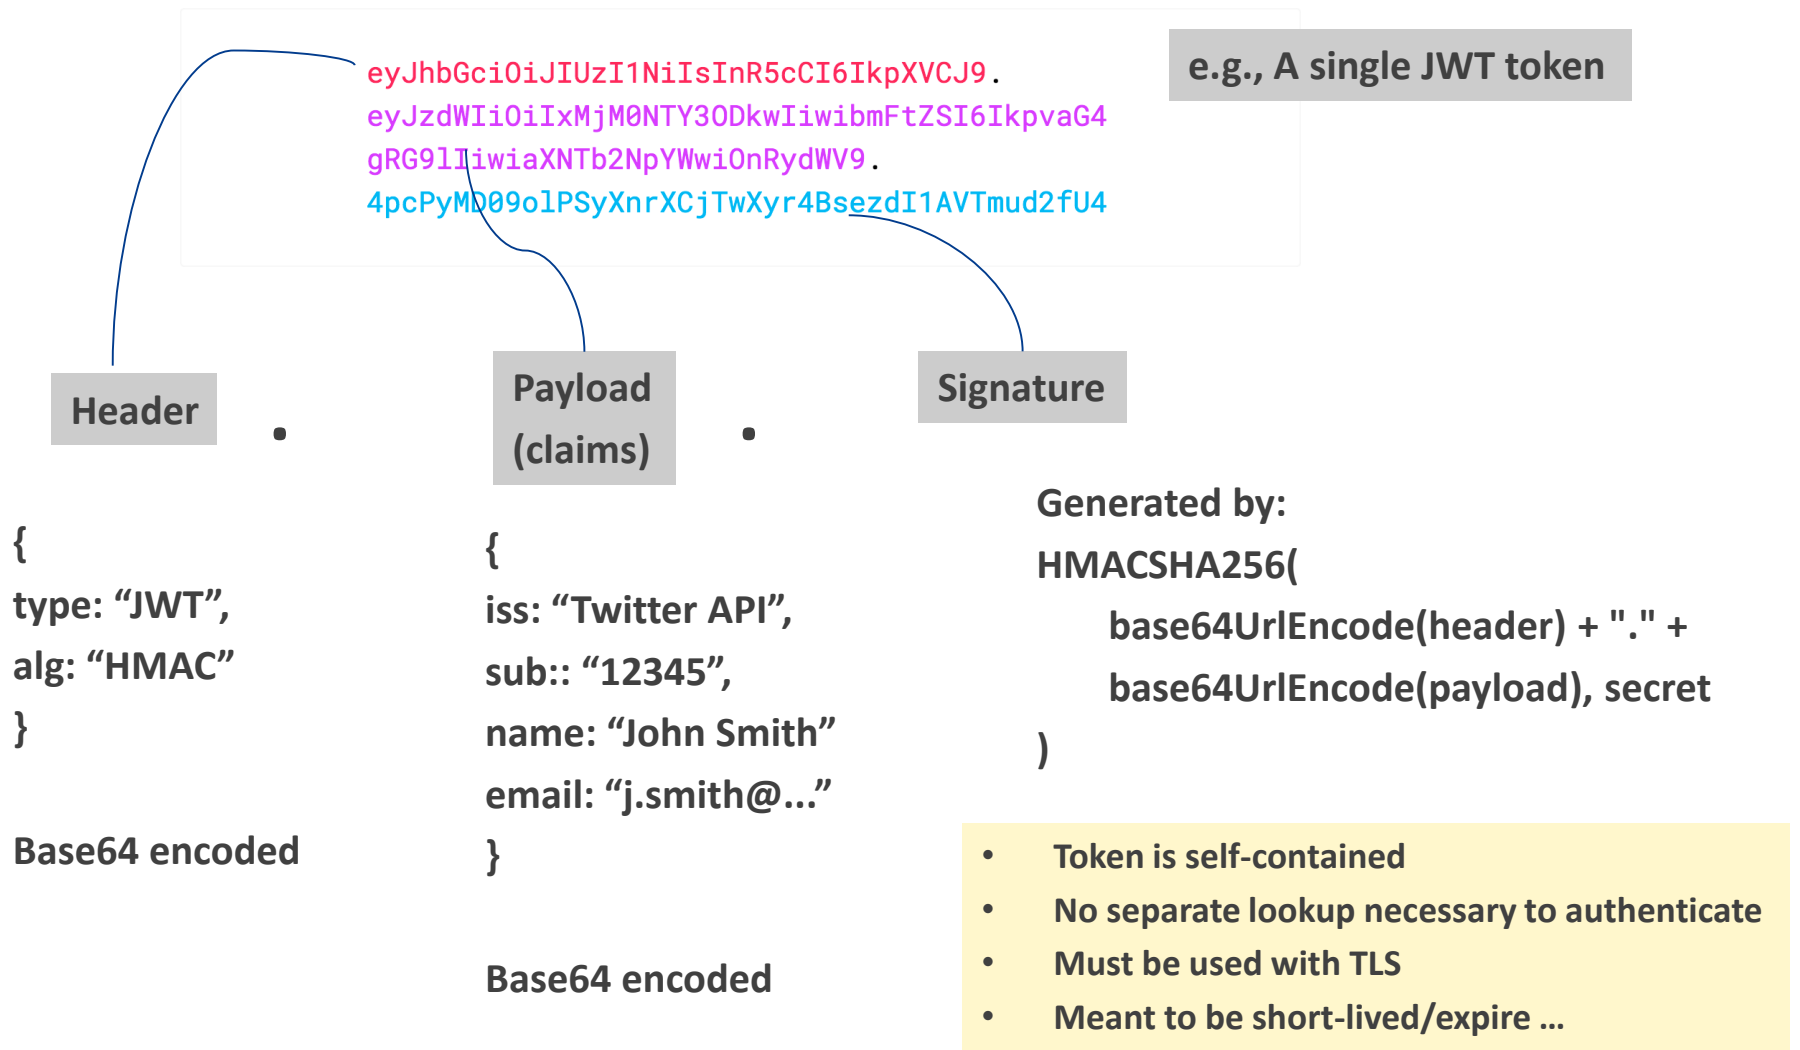 eyJhbGciOiJIUzI1NiIsInR5cCI6IkpXVCJ9.
eyJzdWIiOiIxMjM0NTY3ODkwIiwibmFtZSI6IkpvaG4
gRG9lIiwiaXNTb2NpYWwiOnRydWV9.
4pcPyMD09olPSyXnrXCjTwXyr4BsezdI1AVTmud2fU4
e.g., A single JWT token
Header
.
Payload
(claims)
.
Signature
{
type: “JWT”,
alg: “HMAC”
}
Base64 encoded
{
iss: “Twitter API”,
sub:: “12345”,
name: “John Smith”
email: “j.smith@...”
}
Base64 encoded
Generated by:
HMACSHA256(
base64UrlEncode(header) + "." +
base64UrlEncode(payload), secret
)
• Token is self-contained
• No separate lookup necessary to authenticate
• Must be used with TLS
• Meant to be short-lived/expire ...